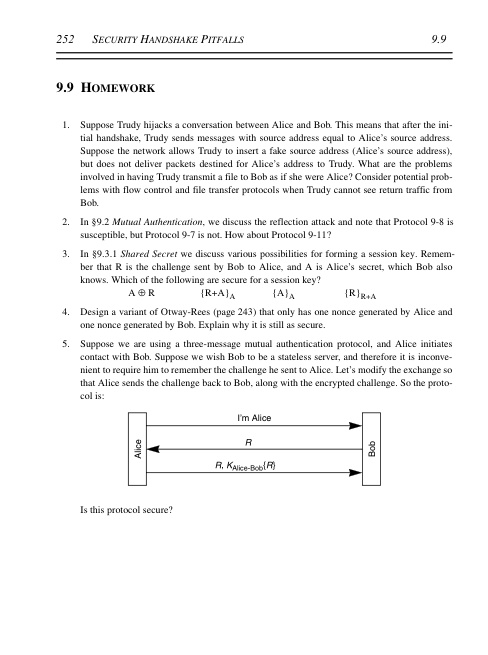 252 SECURITY HANDSHAKE PITFALLS 9.9
9.9 HOMEWORK
1. Suppose Trudy hijacks a conversation between Alice and Bob. This means that after the ini-
tial handshake, Trudy sends messages with source address equal to Alice's source address.
Suppose the network allows Trudy to insert a fake source address (Alice's source address),
but does not deliver packets destined for Alice's address to Trudy. What are the problems
involved in having Trudy transmit a file to Bob as if she were Alice? Consider potential prob-
lems with flow control and file transfer protocols when Trudy cannot see return traffic from
Bob.
2. In §9.2 Mutual Authentication, we discuss the reflection attack and note that Protocol 9-8 is
susceptible, but Protocol 9-7 is not. How about Protocol 9-11?
3. In §9.3.1 Shared Secret we discuss various possibilities for forming a session key. Remem-
ber that R is the challenge sent by Bob to Alice, and A is Alice's secret, which Bob also
knows. Which of the following are secure for a session key?
A ⊕ R {R+A}A {A}A {R}R+A
4. Design a variant of Otway-Rees (page 243) that only has one nonce generated by Alice and
one nonce generated by Bob. Explain why it is still as secure.
5. Suppose we are using a three-message mutual authentication protocol, and Alice initiates
contact with Bob. Suppose we wish Bob to be a stateless server, and therefore it is inconve-
nient to require him to remember the challenge he sent to Alice. Let's modify the exchange so
that Alice sends the challenge back to Bob, along with the encrypted challenge. So the proto-
col is:
I'm Alice
Alice
R
Bob
R, KAlice-Bob{R}
Is this protocol secure?